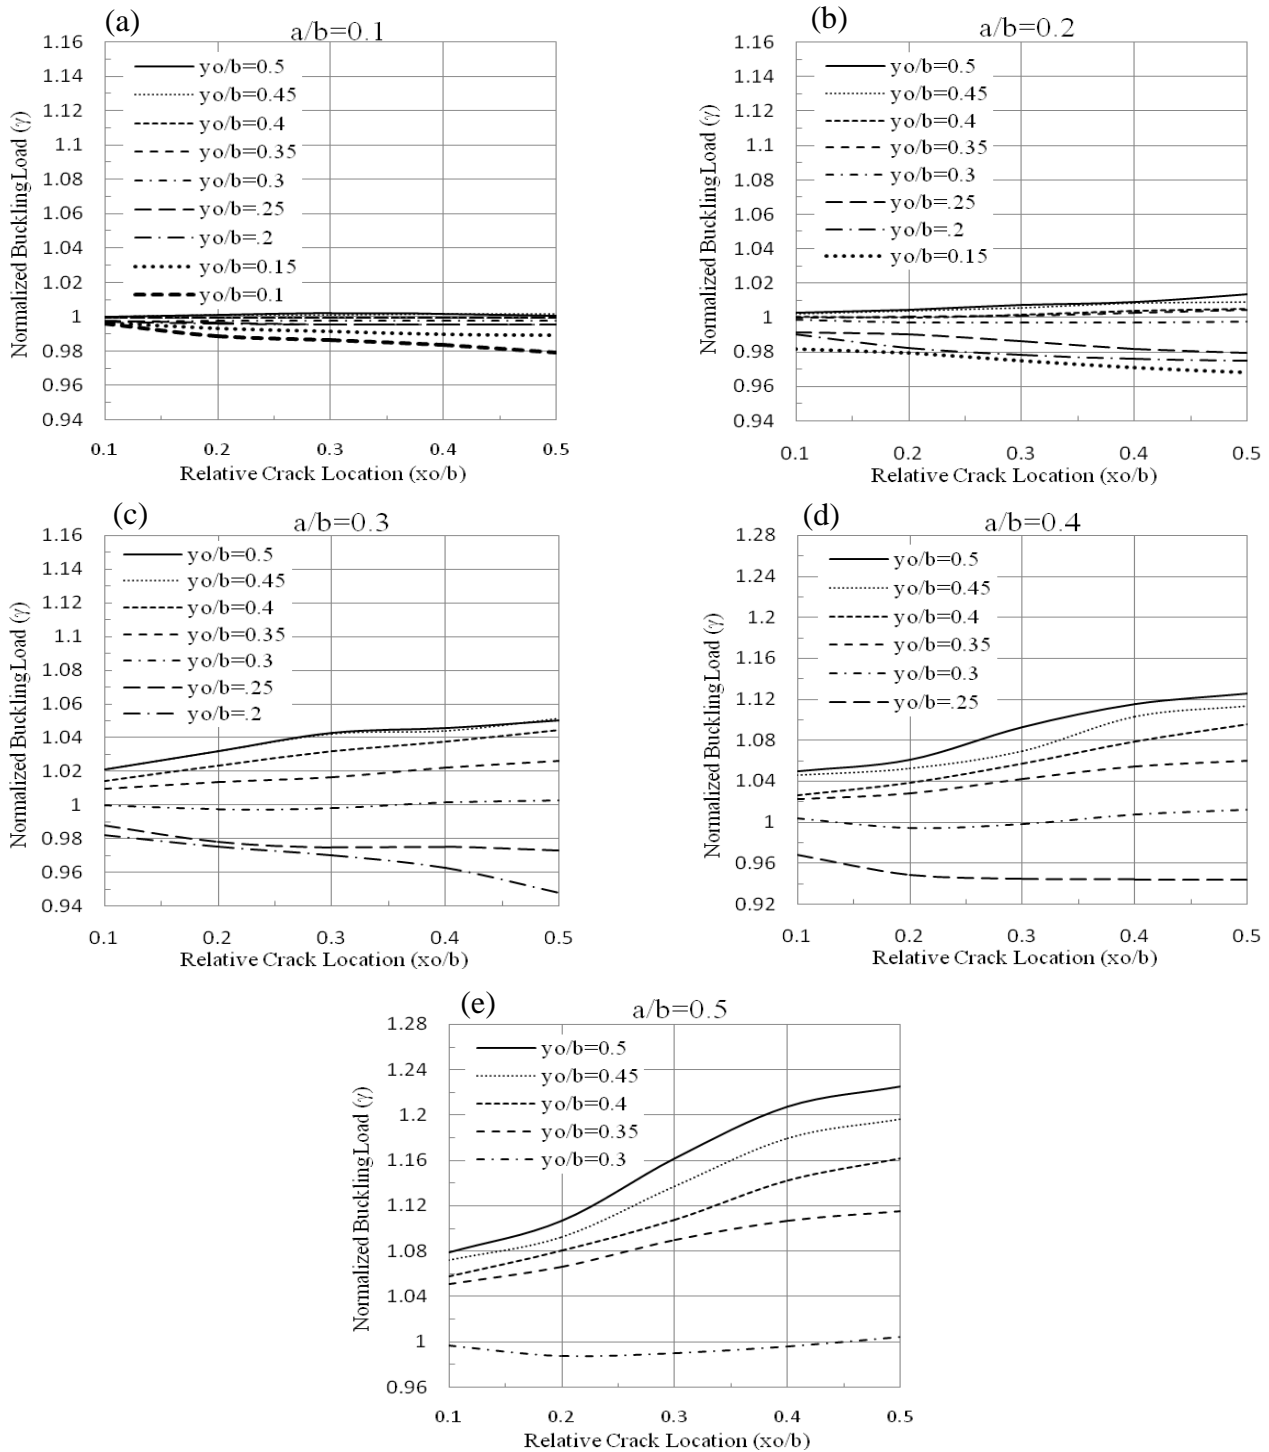 (a)
a/b=0.1
1.16
1.14
1.12
1.1
1.08
1.06
1.04
1.02
1
0.98
0.96
0.94
Normalized Buckling Load (γ)
yo/b=0.5
yo/b=0.45
yo/b=0.4
yo/b=0.35
yo/b=0.3
yo/b=.25
yo/b=.2
yo/b=0.15
yo/b=0.1
0.1 0.2 0.3 0.4 0.5
Relative Crack Location (xo/b)
(b)
a/b=0.2
1.16
1.14
1.12
1.1
1.08
1.06
1.04
1.02
1
0.98
0.96
0.94
Normalized Buckling Load (γ)
yo/b=0.5
yo/b=0.45
yo/b=0.4
yo/b=0.35
yo/b=0.3
yo/b=.25
yo/b=.2
yo/b=0.15
0.1 0.2 0.3 0.4 0.5
Relative Crack Location (xo/b)
(c)
a/b=0.3
1.16
1.14
1.12
1.1
1.08
1.06
1.04
1.02
1
0.98
0.96
0.94
Normalized Buckling Load (γ)
yo/b=0.5
yo/b=0.45
yo/b=0.4
yo/b=0.35
yo/b=0.3
yo/b=.25
yo/b=.2
0.1 0.2 0.3 0.4 0.5
Relative Crack Location (xo/b)
(d)
a/b=0.4
1.28
1.24
1.2
1.16
1.12
1.08
1.04
1
0.96
0.92
Normalized Buckling Load (γ)
yo/b=0.5
yo/b=0.45
yo/b=0.4
yo/b=0.35
yo/b=0.3
yo/b=.25
0.1 0.2 0.3 0.4 0.5
Relative Crack Location (xo/b)
(e)
a/b=0.5
1.28
1.24
1.2
1.16
1.12
1.08
1.04
1
0.96
Normalized Buckling Load (γ)
yo/b=0.5
yo/b=0.45
yo/b=0.4
yo/b=0.35
yo/b=0.3
0.1 0.2 0.3 0.4 0.5
Relative Crack Location (xo/b)